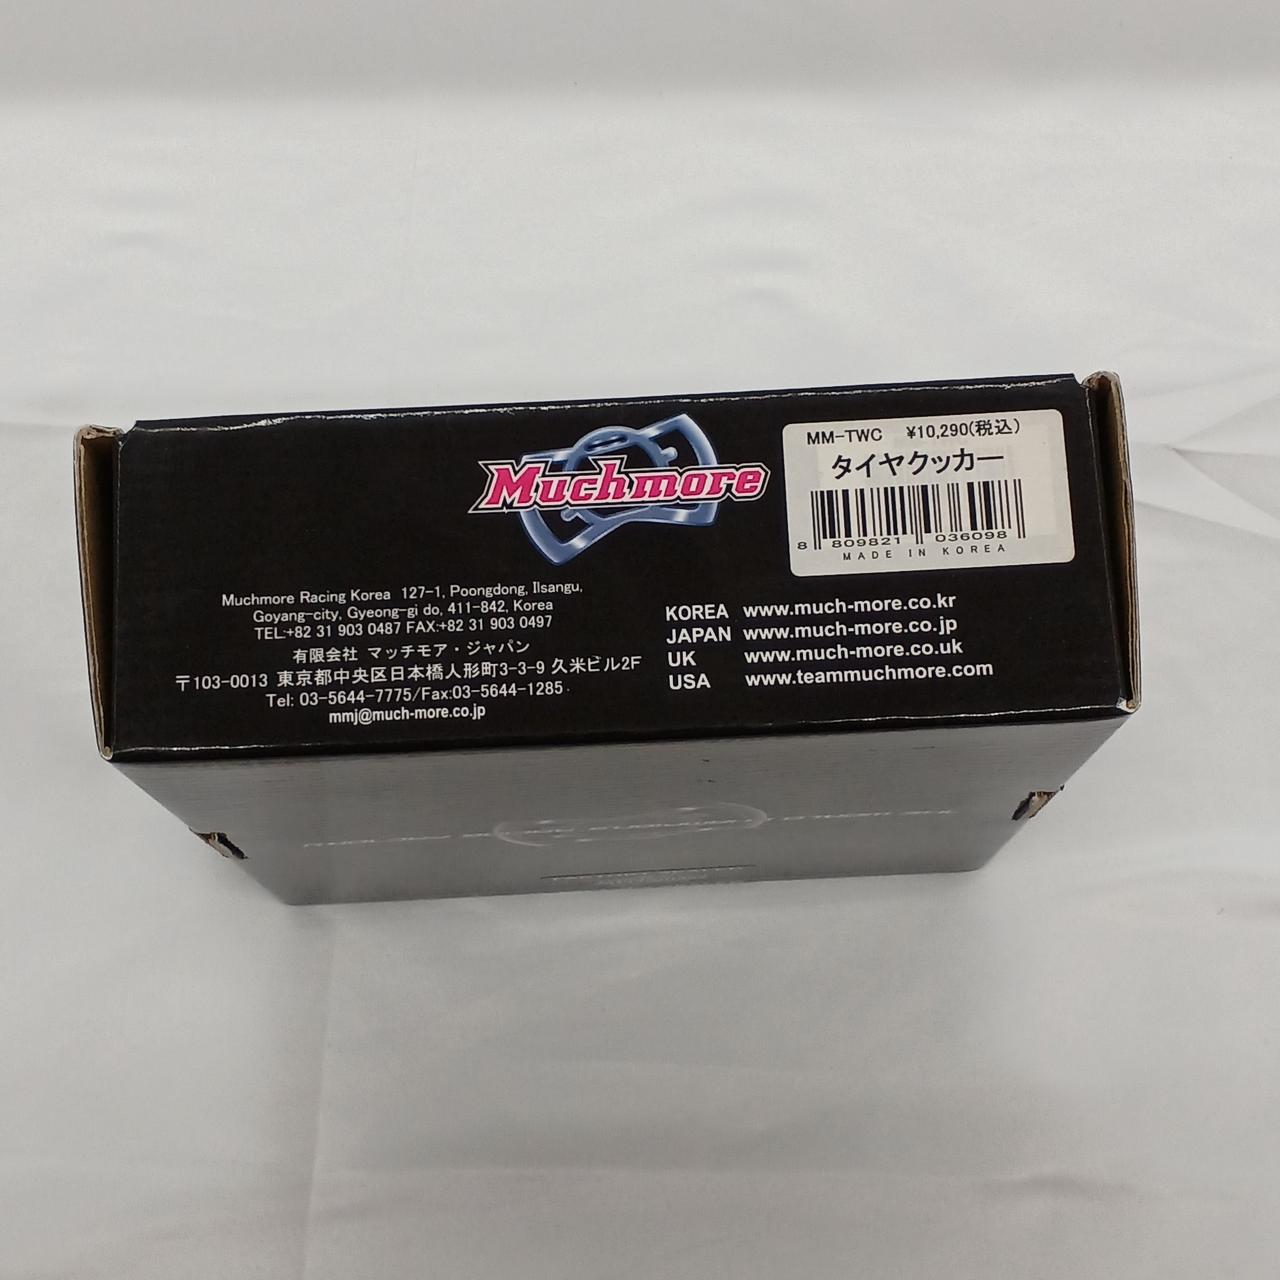 Muchmore
MM-TWC ¥10,290(税込)
タイヤクッカー
8 809821 036098
MADE IN KOREA
Muchmore Racing Korea 127-1, Poongdong, Ilsangu,
Goyang-city, Gyeong-gi do, 411-842, Korea
TEL:+82 31 903 0487 FAX:+82 31 903 0497
有限会社 マッチモア・ジャパン
〒103-0013 東京都中央区日本橋人形町3-3-9 久米ビル2F
Tel: 03-5644-7775/Fax:03-5644-1285
mmj@much-more.co.jp
KOREA www.much-more.co.kr
JAPAN www.much-more.co.jp
UK www.much-more.co.uk
USA www.teammuchmore.com